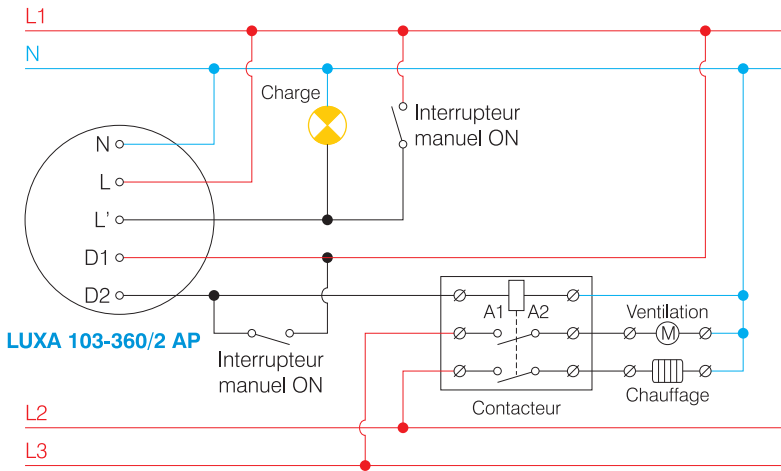 L1
N
Charge
Interrupteur
manuel ON
N
L
L'
D1
D2
LUXA 103-360/2 AP
Interrupteur
manuel ON
A1 A2
Ventilation
M
Chauffage
Contacteur
L2
L3